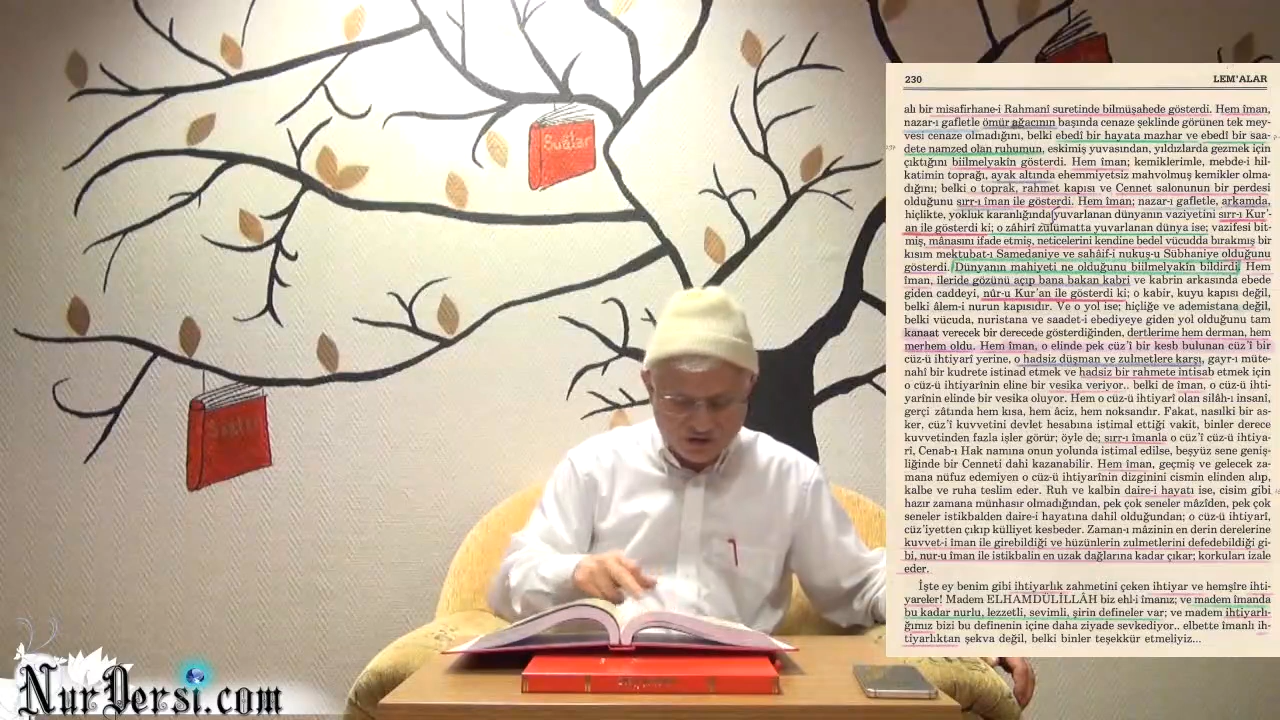 Suâlar
Sualar
230 LEM'ALAR
alı bir misafirhane-i Rahmanî suretinde bilmüşahede gösterdi. Hem îman,
nazar-ı gafletle ömür ağacının başında cenaze şeklinde görünen tek mey-
vesi cenaze olmadığını, belki ebedî bir hayata mazhar ve ebedî bir saa-
dete namzed olan ruhumun, eskimiş yuvasından, yıldızlarda gezmek için
çıktığını biilmelyakîn gösterdi. Hem îman; kemiklerimle, mebde-i hil-
katimin toprağı, ayak altında ehemmiyetsiz mahvolmuş kemikler olma-
dığını; belki o toprak, rahmet kapısı ve Cennet salonunun bir perdesi
olduğunu sırr-ı îman ile gösterdi. Hem îman; nazar-ı gafletle, arkamda,
hiçlikte, yokluk karanlığında yuvarlanan dünyanın vaziyetini sırr-ı Kur'-
an ile gösterdi ki; o zâhirî zulümatta yuvarlanan dünya ise; vazifesi bit-
miş, mânasını ifade etmiş, neticelerini kendine bedel vücudda bırakmış bir
kısım mektubat-ı Samedaniye ve sahâif-i nukuş-u Sübhaniye olduğunu
gösterdi. Dünyanın mahiyeti ne olduğunu biilmelyakîn bildirdi. Hem
îman, ileride gözünü açıp bana bakan kabri ve kabrin arkasında ebede
giden caddeyi, nûr-u Kur'an ile gösterdi ki; o kabir, kuyu kapısı değil,
belki âlem-i nurun kapısıdır. Ve o yol ise; hiçliğe ve ademistana değil,
belki vücuda, nuristana ve saadet-i ebediyeye giden yol olduğunu tam
kanaat verecek bir derecede gösterdiğinden, dertlerime hem derman, hem
merhem oldu. Hem îman, o elinde pek cüz'î bir kesb bulunan cüz'î bir
cüz-ü ihtiyarî yerine, o hadsiz düşman ve zulmetlere karşı, gayr-ı müte-
nahî bir kudrete istinad etmek ve hadsiz bir rahmete intisab etmek için
o cüz-ü ihtiyarînin eline bir vesika veriyor.. belki de îman, o cüz-ü ihti-
yarînin elinde bir vesika oluyor. Hem o cüz-ü ihtiyarî olan silâh-ı insanî,
gerçi zâtında hem kısa, hem âciz, hem noksandır. Fakat, nasılki bir as-
ker, cüz'î kuvvetini devlet hesabına istimal ettiği vakit, binler derece
kuvvetinden fazla işler görür; öyle de; sırr-ı îmanla o cüz'î cüz-ü ihtiya-
rî, Cenab-ı Hak namına onun yolunda istimal edilse, beşyüz sene geniş-
liğinde bir Cenneti dahi kazanabilir. Hem îman, geçmiş ve gelecek za-
mana nüfuz edemiyen o cüz-ü ihtiyarînin dizginini cismin elinden alıp,
kalbe ve ruha teslim eder. Ruh ve kalbin daire-i hayatı ise, cisim gibi
hazır zamana münhasır olmadığından, pek çok seneler mâzîden, pek çok
seneler istikbalden daire-i hayatına dahil olduğundan; o cüz-ü ihtiyarî,
cüz'iyetten çıkıp külliyet kesbeder. Zaman-ı mâzinin en derin derelerine
kuvvet-i îman ile girebildiği ve hüzünlerin zulmetlerini defedebildiği gi-
bi, nur-u îman ile istikbalin en uzak dağlarına kadar çıkar; korkuları izale
eder.
İşte ey benim gibi ihtiyarlık zahmetini çeken ihtiyar ve hemşîre ihti-
yareler! Madem ELHAMDÜLİLLÂH biz ehl-i îmanız; ve madem îmanda
bu kadar nurlu, lezzetli, sevimli, şirin defineler var; ve madem ihtiyarlı-
ğımız bizi bu definenin içine daha ziyade sevkediyor.. elbette îmanlı ih-
tiyarlıktan şekva değil, belki binler teşekkür etmeliyiz...
NurDersi.com